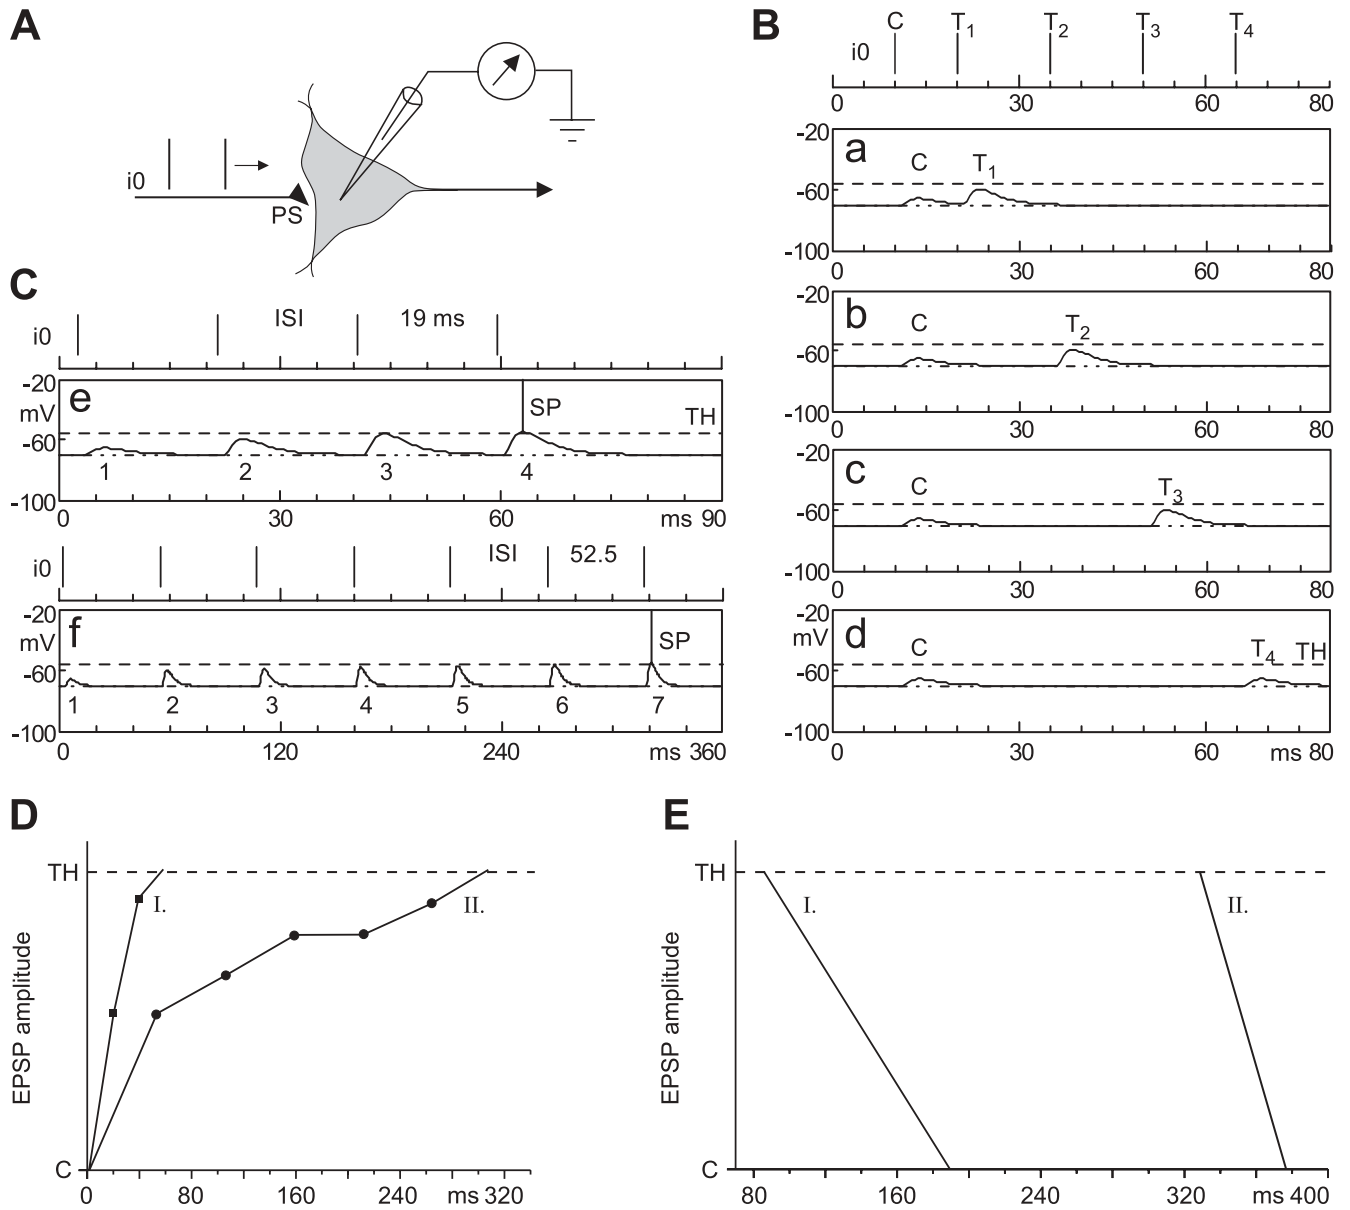 A
i0
PS
B
C T1 T2 T3 T4
i0
0 30 60 80
-20
a
C T1
-60
-100
0 30 60 80
-20
b
C T2
-60
-100
0 30 60 80
-20
c
C T3
-60
-100
0 30 60 80
-20
d
mV
C T4 TH
-60
-100
0 30 60 ms 80
C
i0 ISI 19 ms
-20
mV e SP TH
-60
1 2 3 4
-100
0 30 60 ms 90
i0 ISI 52.5
-20
mV f SP
-60
1 2 3 4 5 6 7
-100
0 120 240 ms 360
D
TH
I. II.
EPSP amplitude
C
0 80 160 240 ms 320
E
TH
I. II.
EPSP amplitude
C
80 160 240 320 ms 400